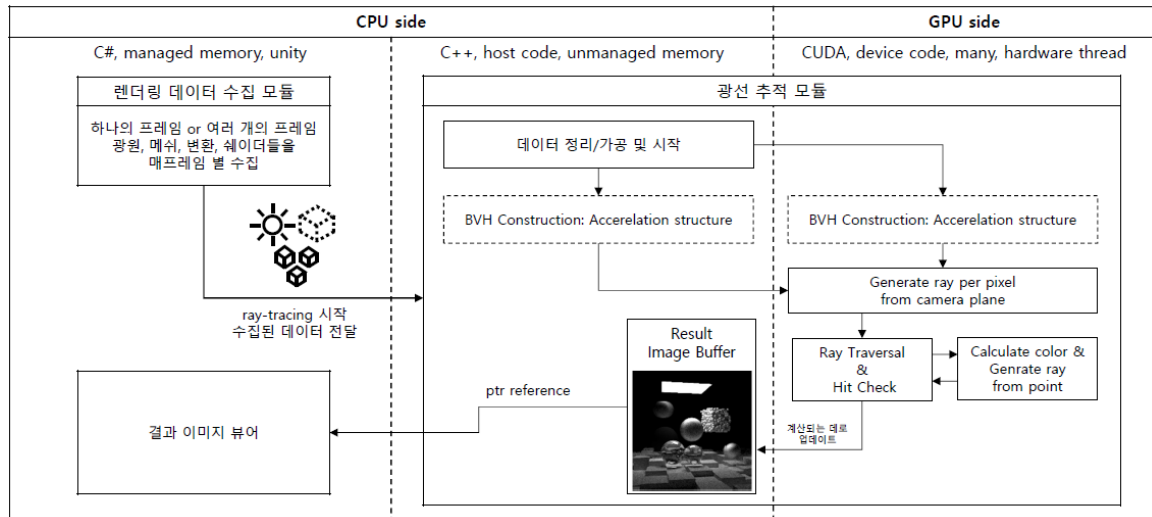 CPU side
GPU side
C#, managed memory, unity
C++, host code, unmanaged memory
CUDA, device code, many, hardware thread
렌더링 데이터 수집 모듈
하나의 프레임 or 여러 개의 프레임
광원, 메쉬, 변환, 쉐이더들을
매프레임 별 수집
ray-tracing 시작
수집된 데이터 전달
광선 추적 모듈
데이터 정리/가공 및 시작
BVH Construction: Accerelation structure
BVH Construction: Accerelation structure
Generate ray per pixel
from camera plane
Ray Traversal
&
Hit Check
Calculate color &
Genrate ray
from point
계산되는 데로
업데이트
Result
Image Buffer
ptr reference
결과 이미지 뷰어